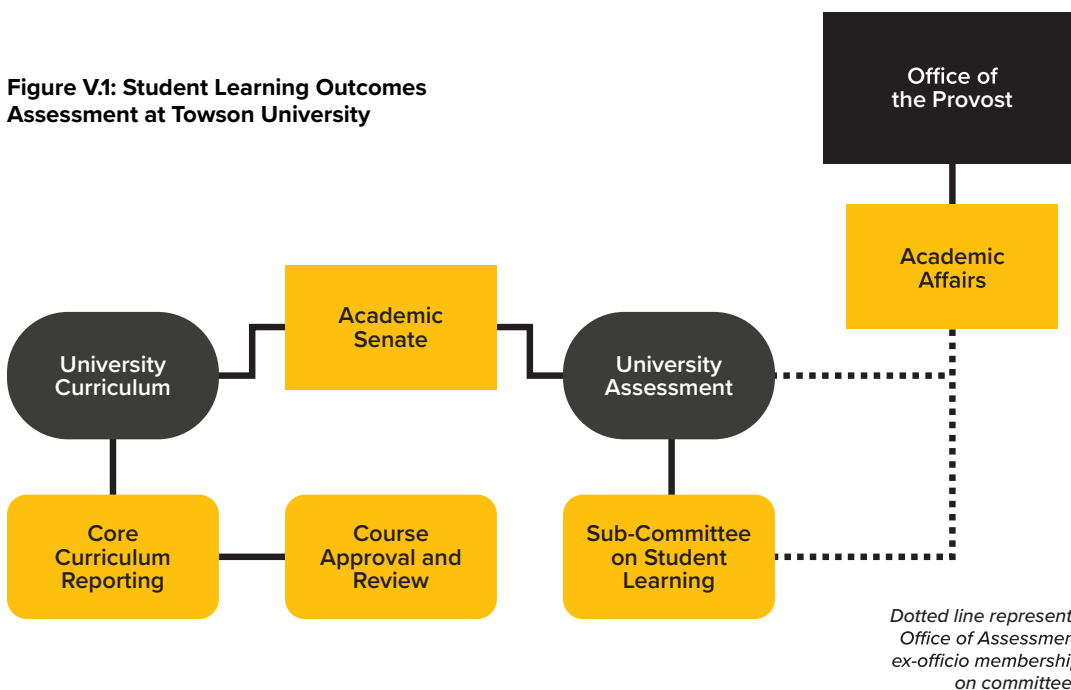 Figure V.1: Student Learning Outcomes
Assessment at Towson University
Office of
the Provost
Academic
Affairs
Academic
Senate
University
Curriculum
University
Assessment
Core
Curriculum
Reporting
Course
Approval and
Review
Sub-Committee
on Student
Learning
Dotted line represent
Office of Assessmen
ex-officio membership
on committee